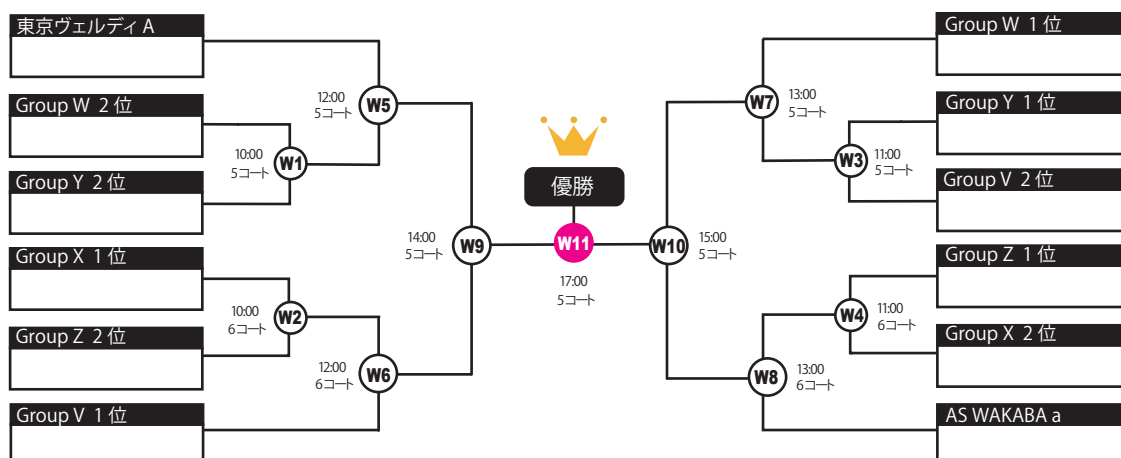 東京ヴェルディ A
Group W 2 位
Group Y 2 位
Group X 1 位
Group Z 2 位
Group V 1 位
W1
10:00
5コート
W2
10:00
6コート
W5
12:00
5コート
W6
12:00
6コート
W9
14:00
5コート
優勝
W11
17:00
5コート
W10
15:00
5コート
W7
13:00
5コート
W8
13:00
6コート
W3
11:00
5コート
W4
11:00
6コート
Group W 1 位
Group Y 1 位
Group V 2 位
Group Z 1 位
Group X 2 位
AS WAKABA a